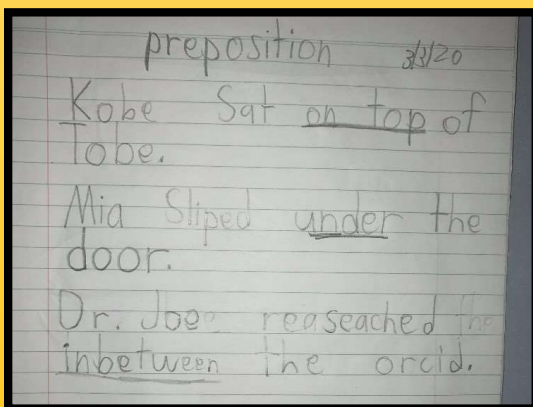 preposition 3/3/20
Kobe Sat on top of
Tobe.
Mia Sliped under the
door.
Dr. Joe reaseached the
inbetween the orcid.